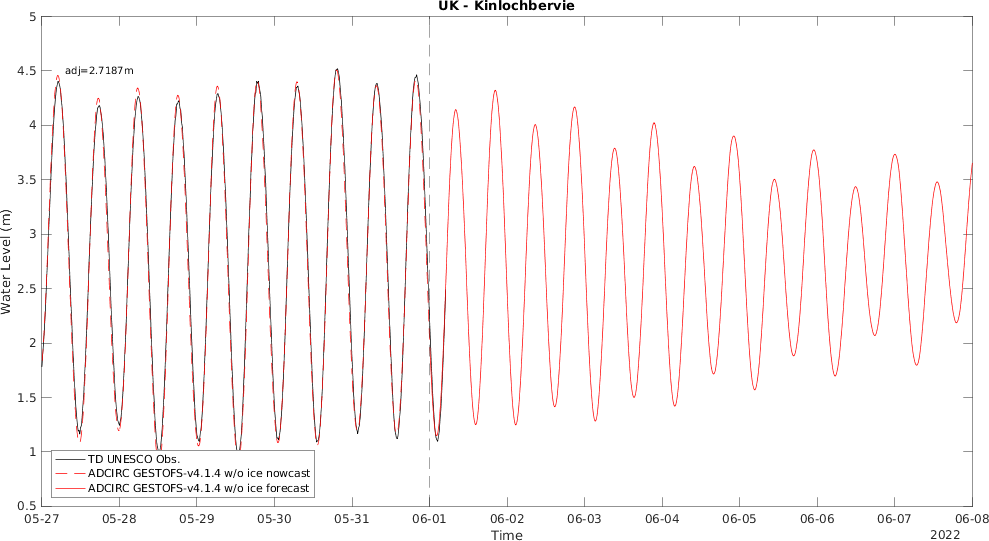 UK - Kinlochbervie
5
4.5
4
3.5
3
2.5
2
1.5
1
0.5
Water Level (m)
adj=2.7187m
TD UNESCO Obs.
ADCIRC GESTOFS-v4.1.4 w/o ice nowcast
ADCIRC GESTOFS-v4.1.4 w/o ice forecast
05-27 05-28 05-29 05-30 05-31 06-01 06-02 06-03 06-04 06-05 06-06 06-07 06-08
Time
2022